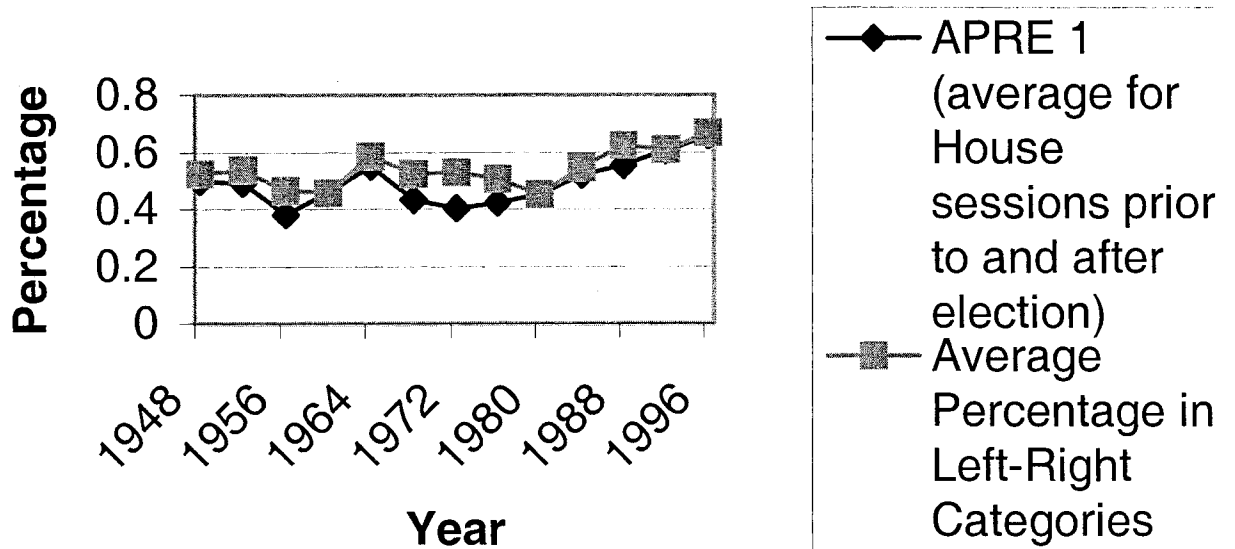 Percentage
0.8
0.6
0.4
0.2
0
1948
1956
1964
1972
1980
1988
1996
Year
APRE 1
(average for
House
sessions prior
to and after
election)
Average
Percentage in
Left-Right
Categories